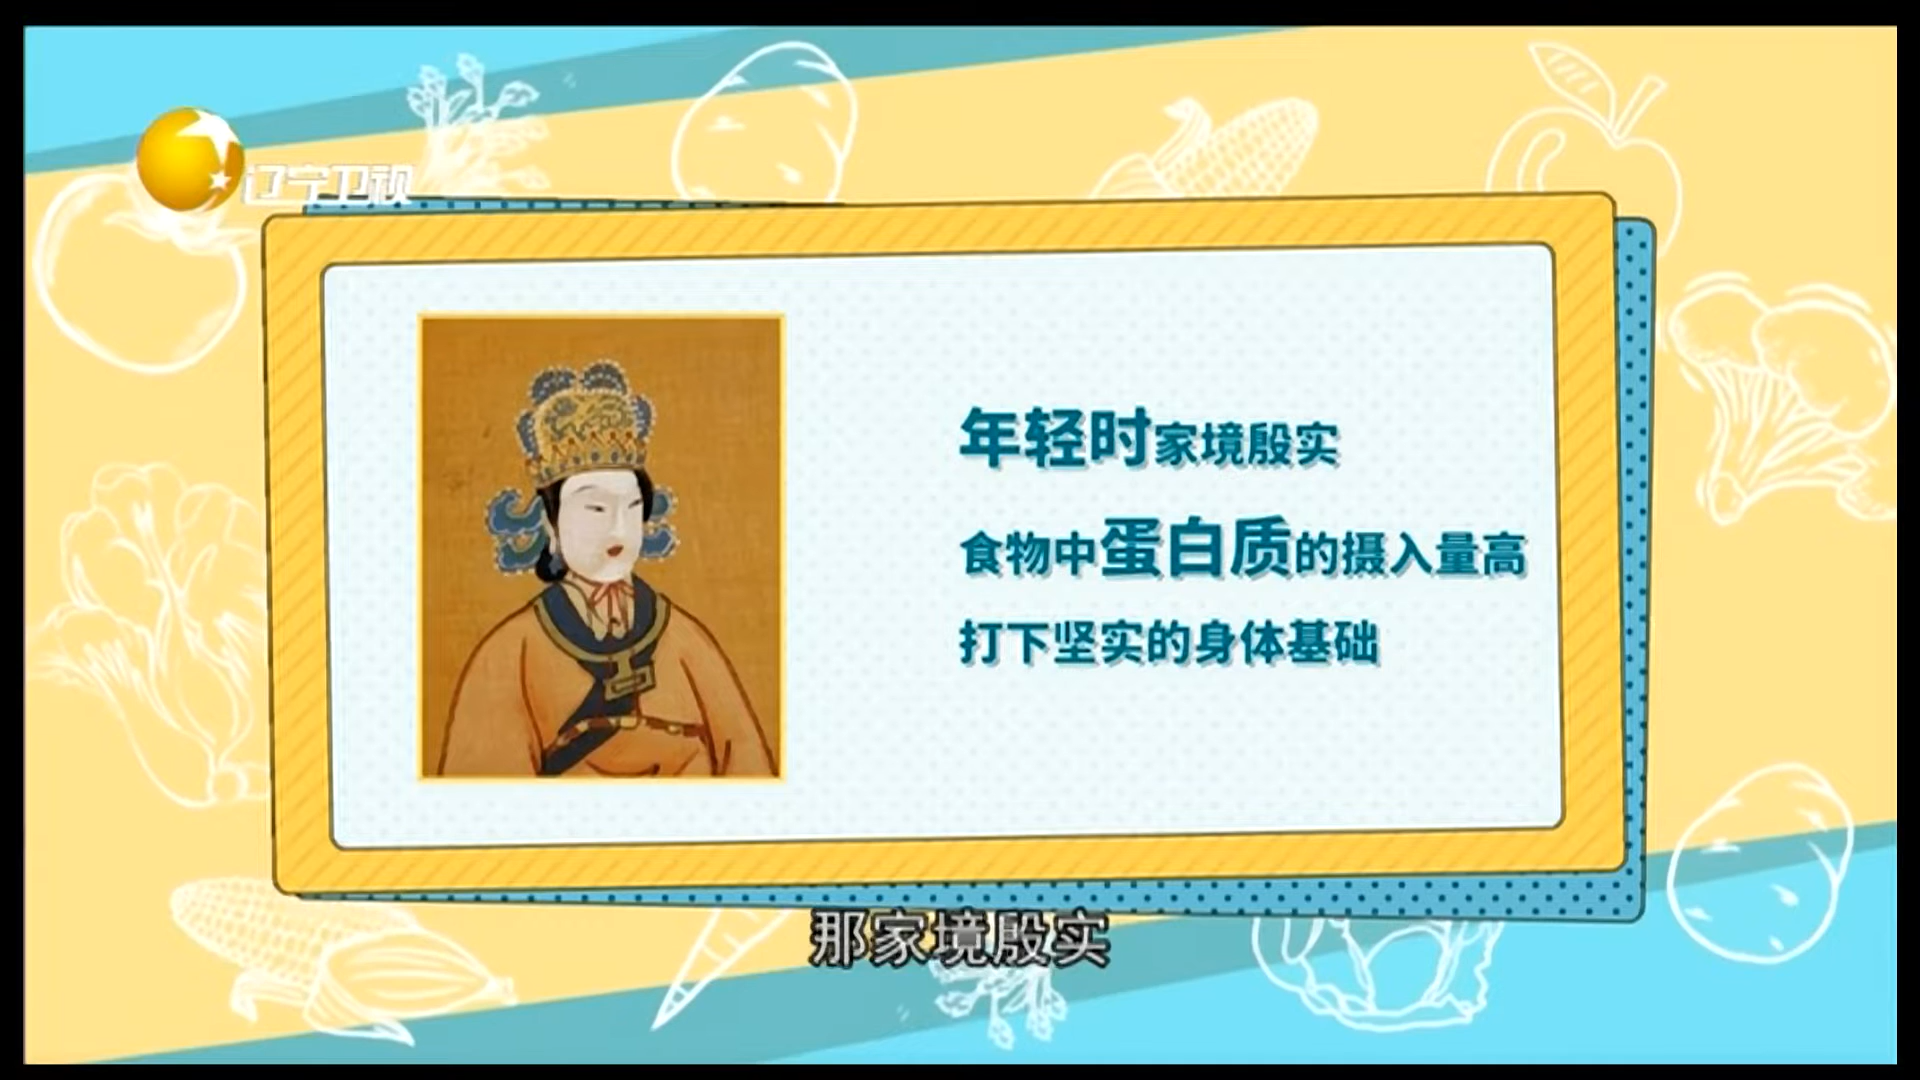 辽宁卫视
年轻时家境殷实
食物中蛋白质的摄入量高
打下坚实的身体基础
那家境殷实